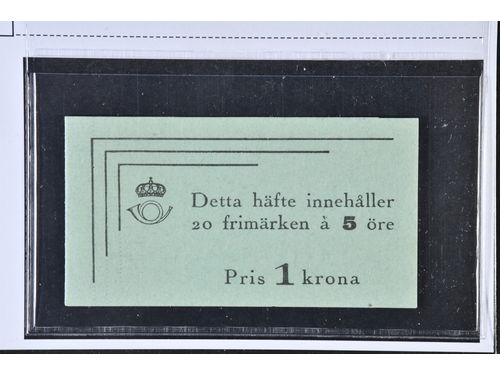 Detta häfte innehåller
20 frimärken à 5 öre
Pris 1 krona